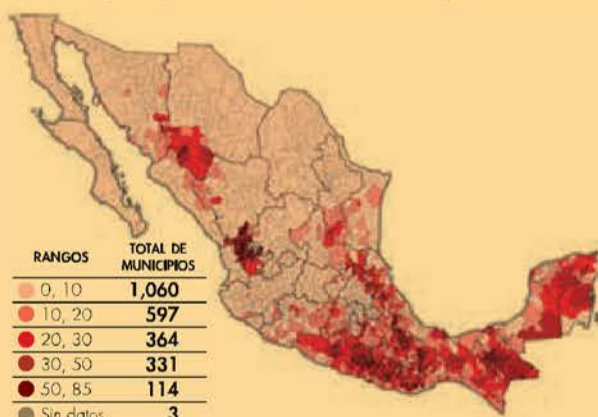 RANGOS TOTAL DE MUNICIPIOS
0, 10 1,060
10, 20 597
20, 30 364
30, 50 331
50, 85 114
Sin datos 3